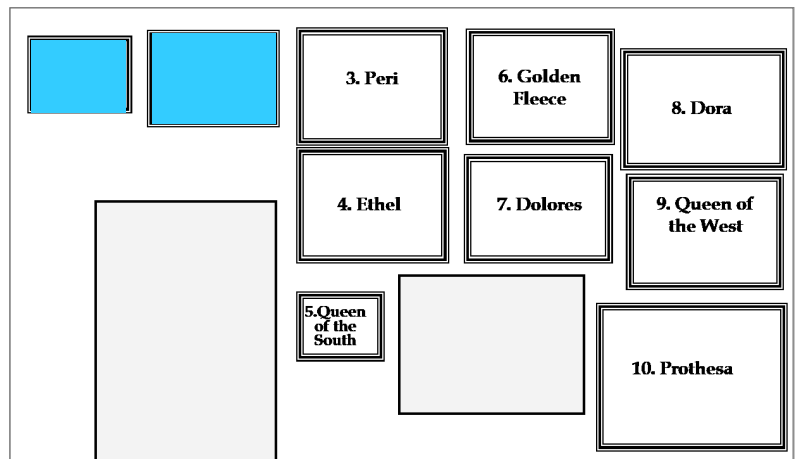 3. Peri
6. Golden
Fleece
8. Dora
4. Ethel
7. Dolores
9. Queen of
the West
5.Queen
of the
South
10. Prothesa